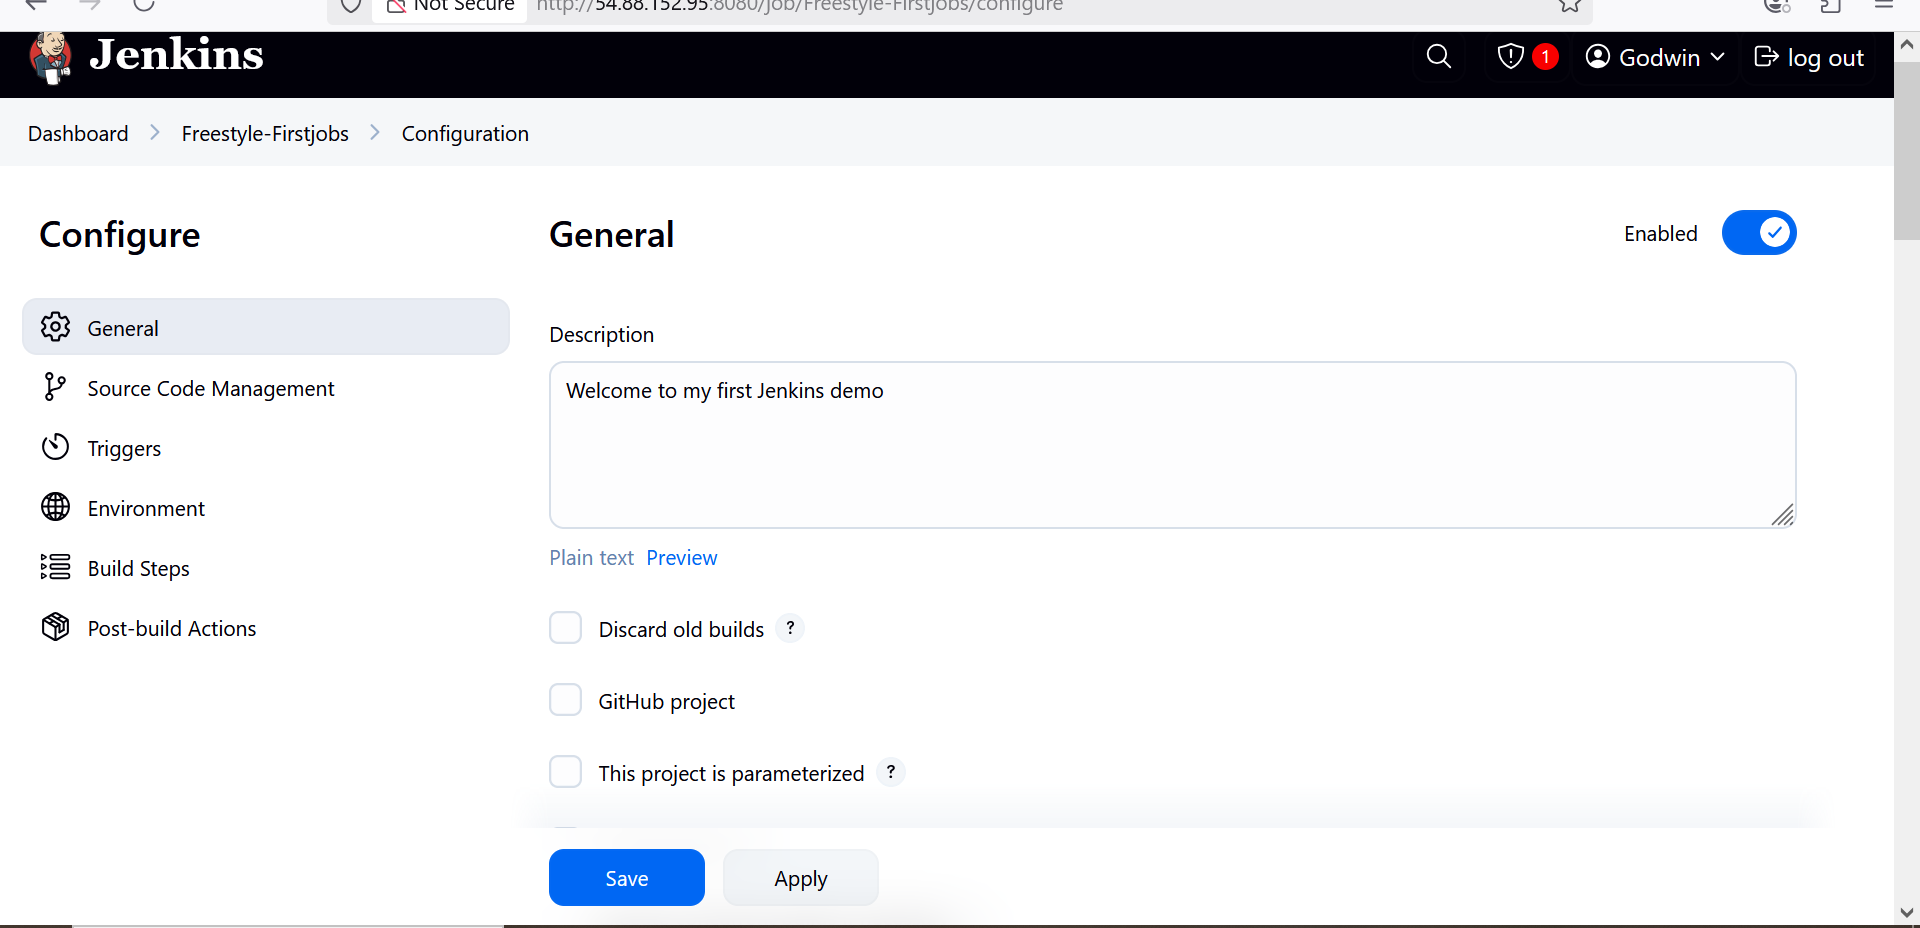 Not Secure
http://54.88.152.95:8080/job/Freestyle-Firstjobs/configure
Jenkins
1
Godwin
log out
Dashboard
Freestyle-Firstjobs
Configuration
Configure
General
Source Code Management
Triggers
Environment
Build Steps
Post-build Actions
General
Enabled
Description
Welcome to my first Jenkins demo
Plain text Preview
Discard old builds ?
GitHub project
This project is parameterized ?
Save
Apply